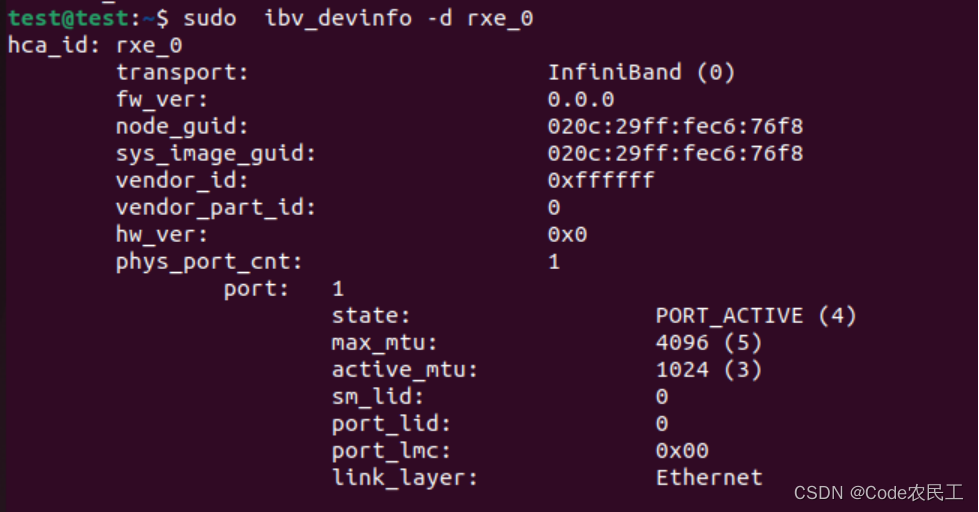 test@test:~$ sudo  ibv_devinfo -d rxe_0
hca_id: rxe_0
transport: InfiniBand (0)
fw_ver: 0.0.0
node_guid: 020c:29ff:fec6:76f8
sys_image_guid: 020c:29ff:fec6:76f8
vendor_id: 0xffffff
vendor_part_id: 0
hw_ver: 0x0
phys_port_cnt: 1
port: 1
state: PORT_ACTIVE (4)
max_mtu: 4096 (5)
active_mtu: 1024 (3)
sm_lid: 0
port_lid: 0
port_lmc: 0x00
link_layer: Ethernet
CSDN @Code农民工